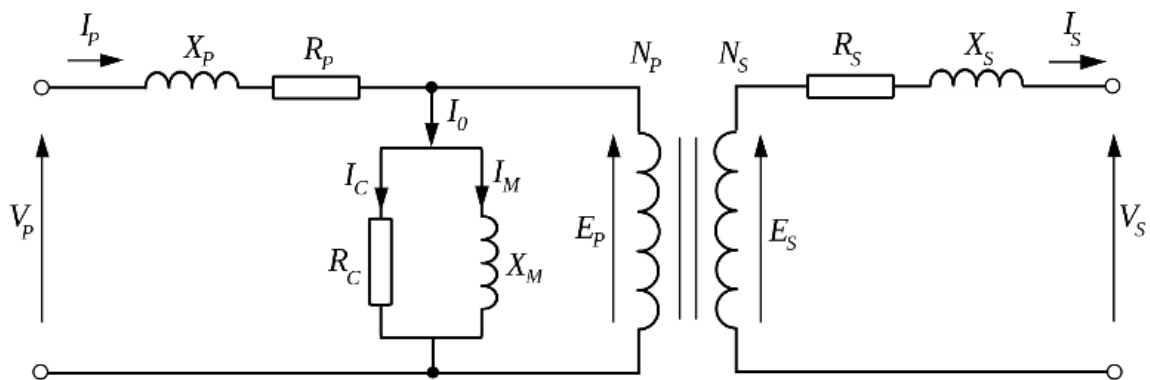 I_P X_P R_P N_P N_S R_S X_S I_S
I_0
I_C I_M
V_P E_P E_S V_S
R_C X_M